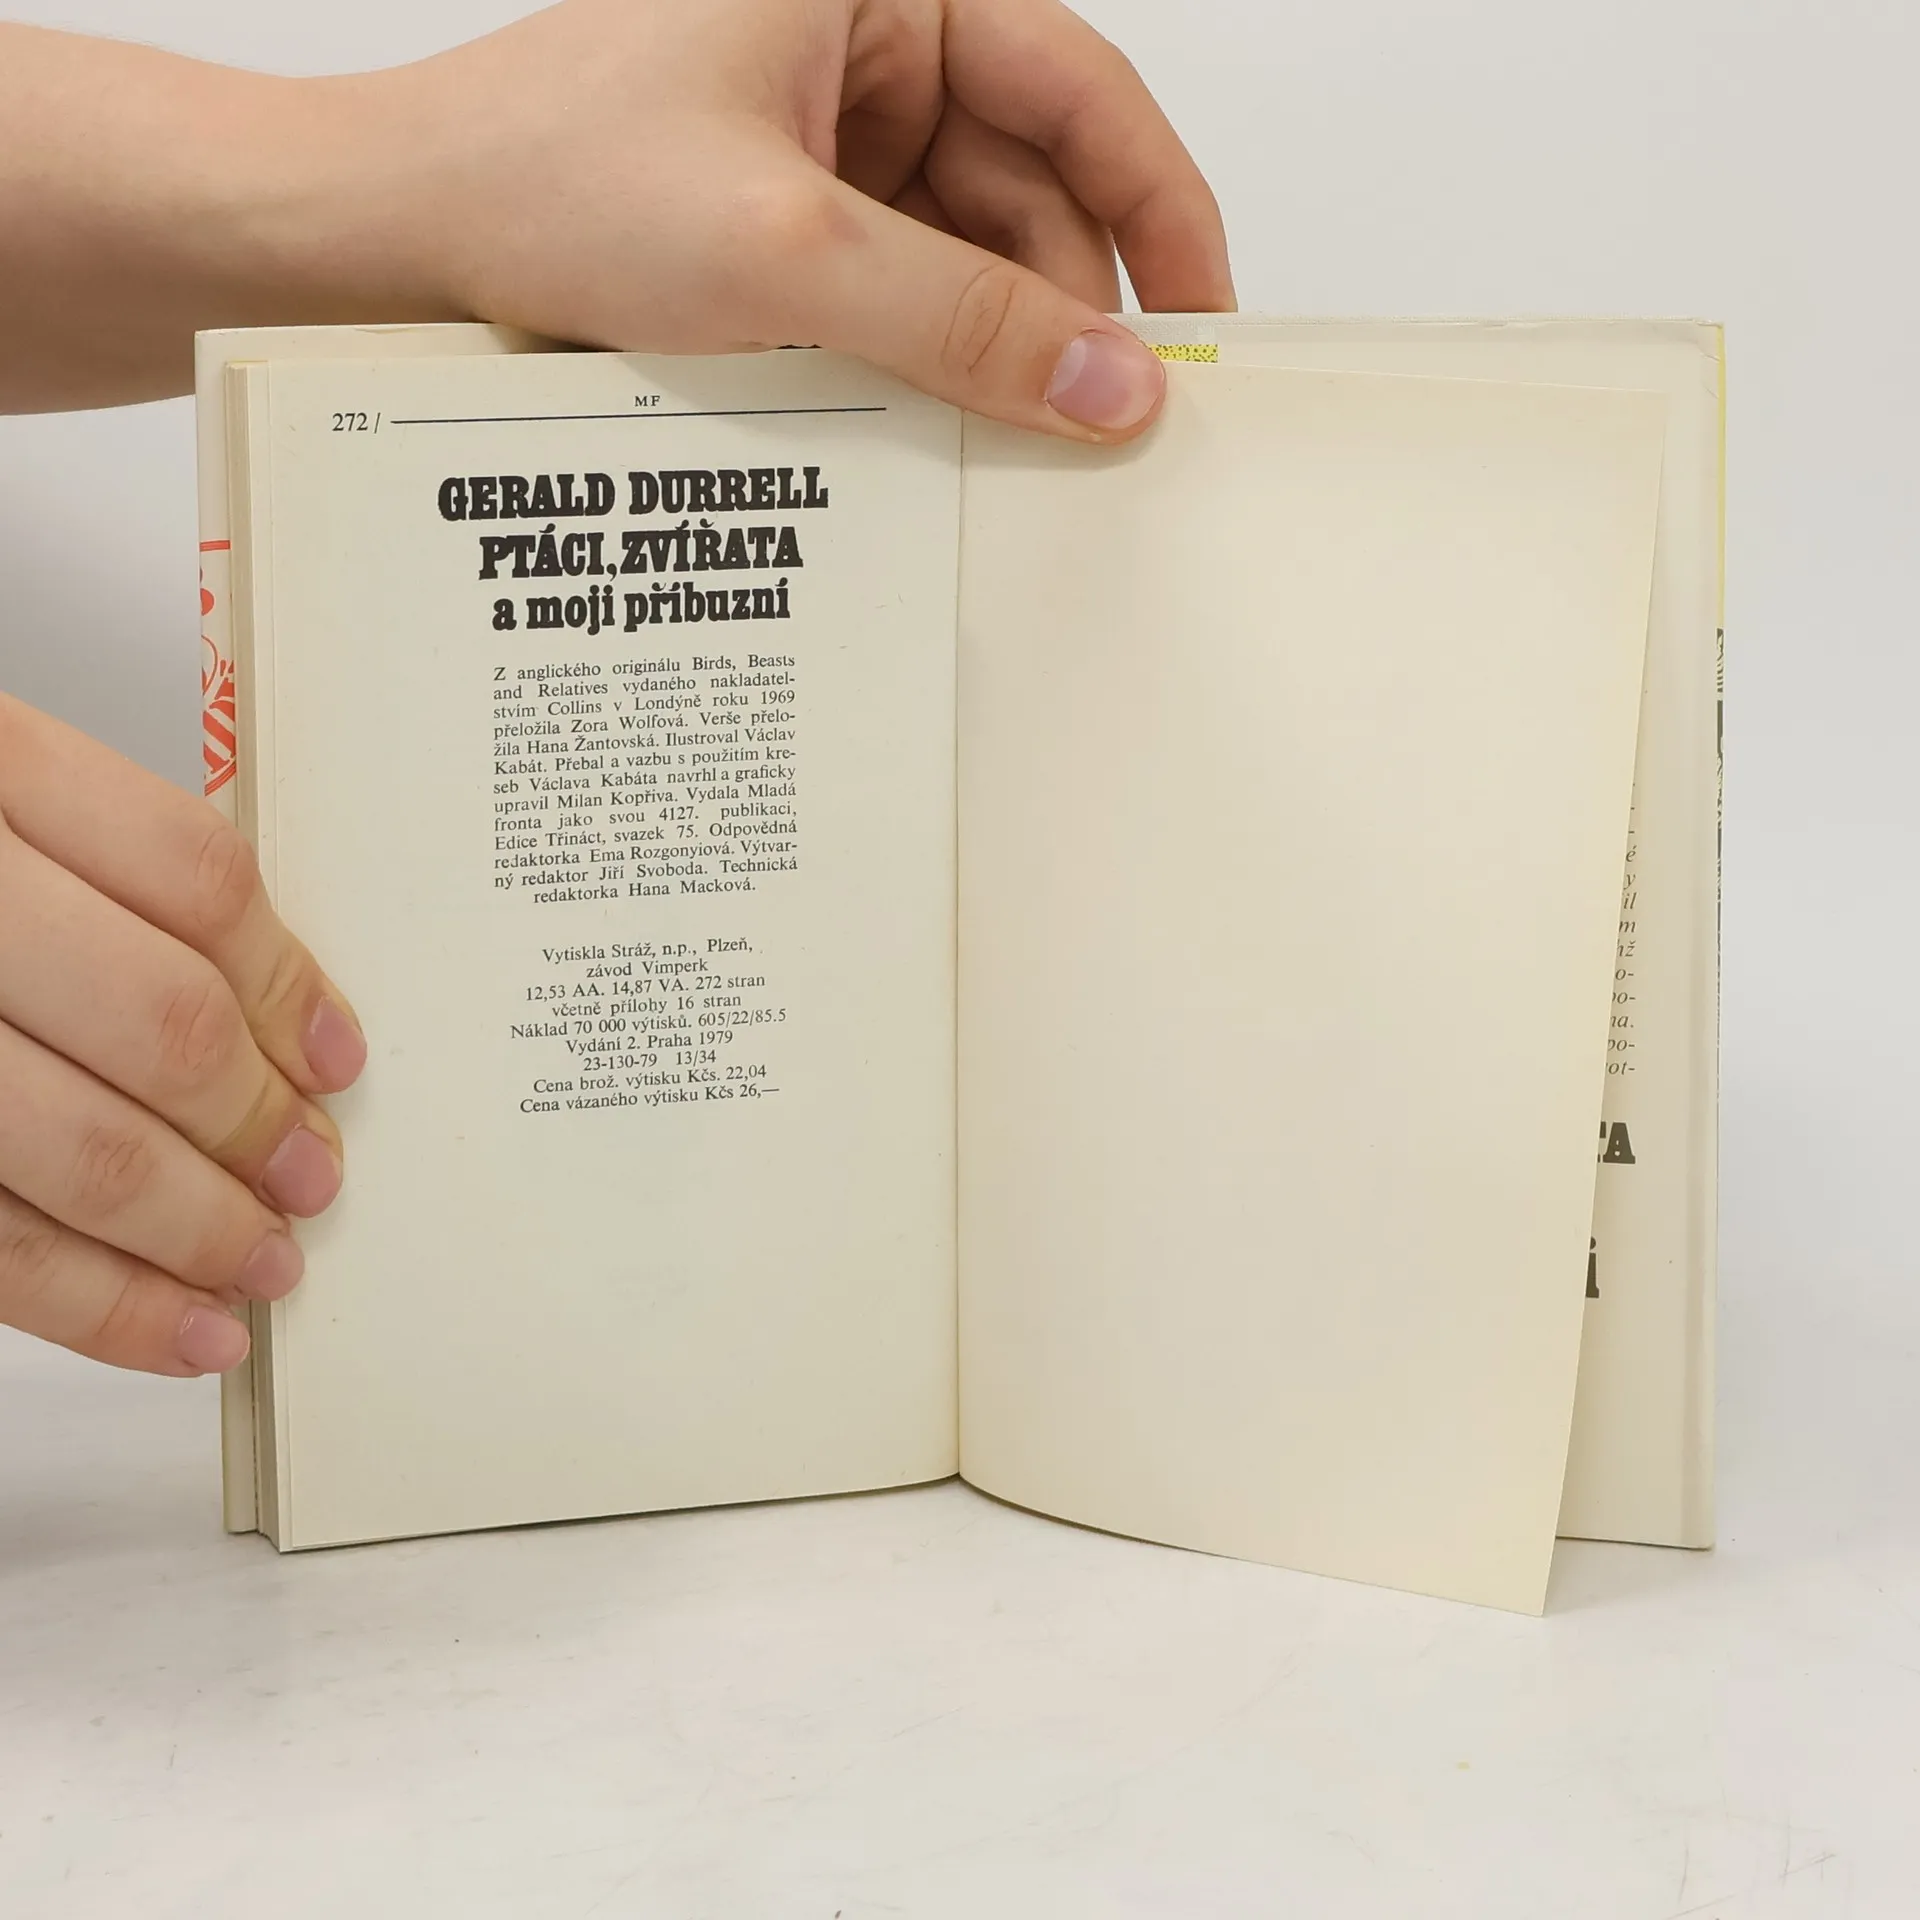 272 /
MF
GERALD DURRELL
PTÁCI, ZVÍŘATA
a moji příbuzní
Z anglického originálu Birds, Beasts
and Relatives vydaného nakladatel-
stvím Collins v Londýně roku 1969
přeložila Zora Wolfová. Verše přelo-
žila Hana Žantovská. Ilustroval Václav
Kabát. Přebal a vazbu s použitím kre-
seb Václava Kabáta navrhl a graficky
upravil Milan Kopřiva. Vydala Mladá
fronta jako svou 4127. publikaci,
Edice Třináct, svazek 75. Odpovědná
redaktorka Ema Rozgonyiová. Výtvar-
ný redaktor Jiří Svoboda. Technická
redaktorka Hana Macková.
Vytiskla Stráž, n.p., Plzeň,
závod Vimperk
12,53 AA. 14,87 VA. 272 stran
včetně přílohy 16 stran
Náklad 70 000 výtisků. 605/22/85.5
Vydání 2. Praha 1979
23-130-79 13/34
Cena brož. výtisku Kčs. 22,04
Cena vázaného výtisku Kčs 26,—